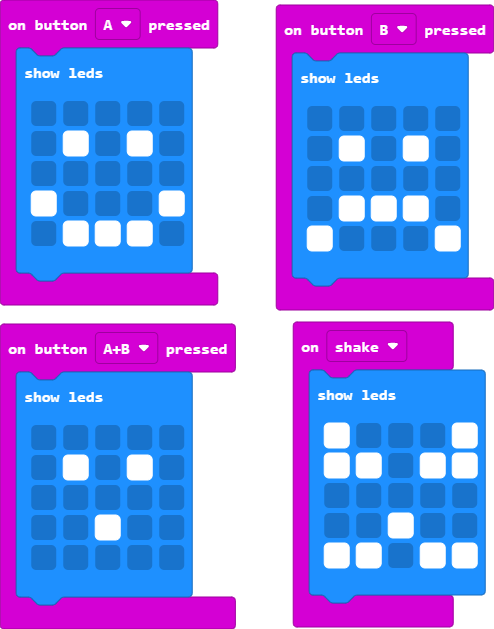 on button A pressed
show leds
on button B pressed
show leds
on button A+B pressed
show leds
on shake
show leds